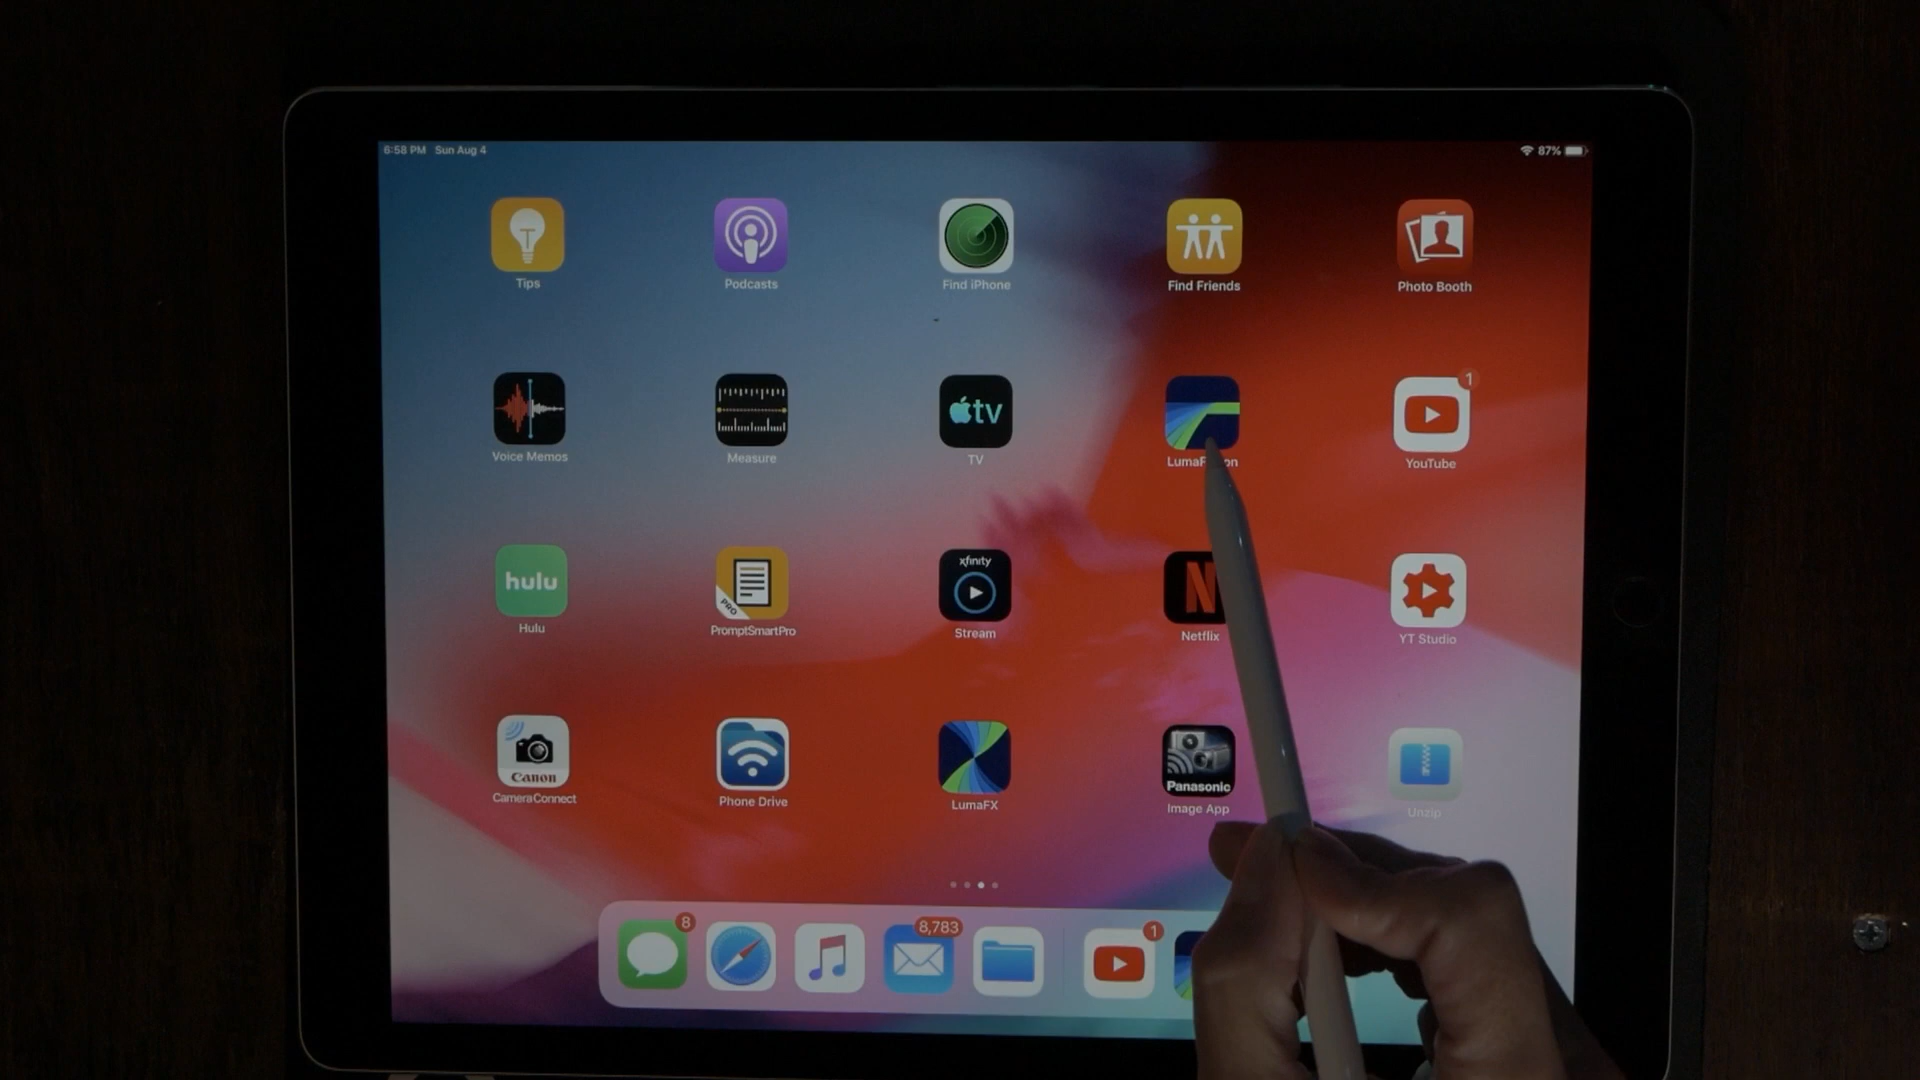 6:58 PM Sun Aug 4 87%
Tips Podcasts Find iPhone Find Friends Photo Booth
tv
1
Voice Memos Measure TV YouTube
hulu PRO xfinity N
Hulu PromptSmartPro Stream Netflix YT Studio
Canon Panasonic
CameraConnect Phone Drive LumaFX Image App Unzip
8 8,783 1